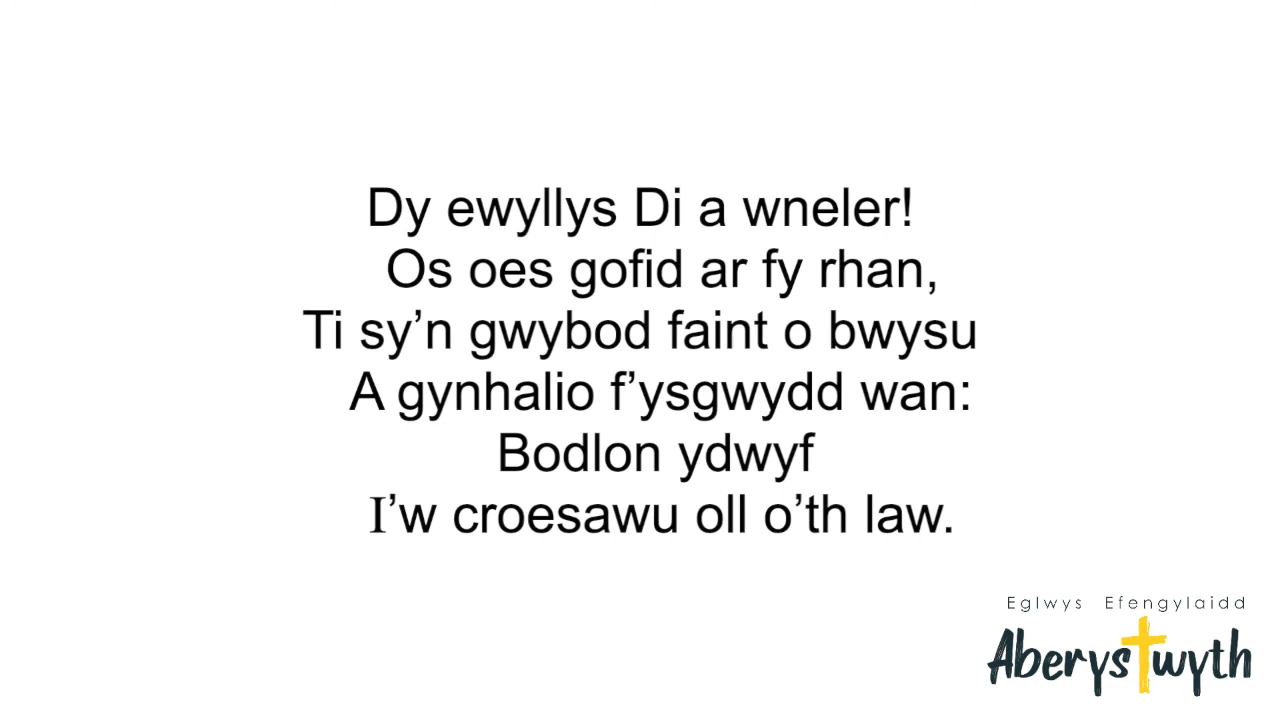 Dy ewyllys Di a wneler!
Os oes gofid ar fy rhan,
Ti sy’n gwybod faint o bwysu
A gynhalio f’ysgwydd wan:
Bodlon ydwyf
I’w croesawu oll o’th law.
Eglwys Efengylaidd
Aberystwyth